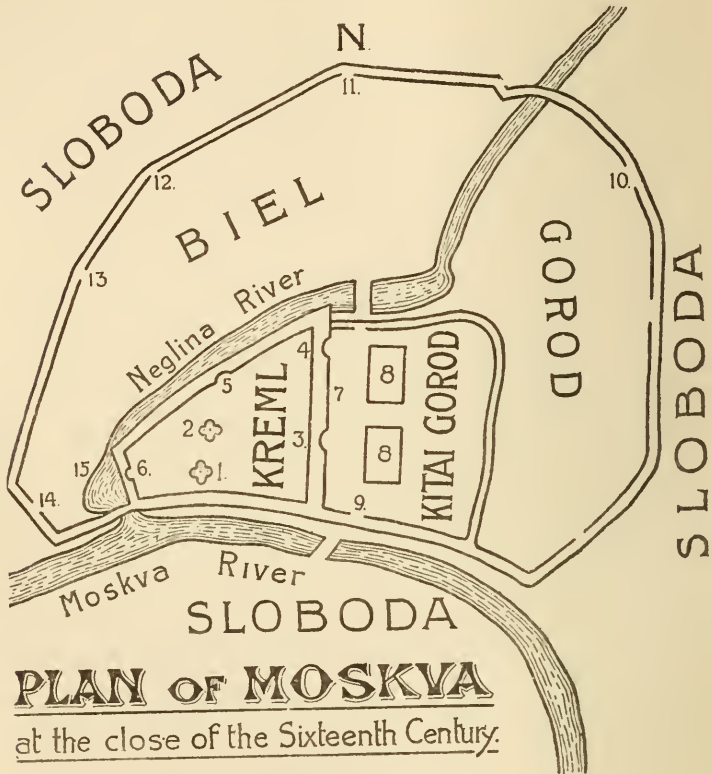 N.
SLOBODA
11.
12.
10.
BIEL
GOROD
13
Neglina River
SLOBODA
4
5
7
8
KREML
KITAI GOROD
2
3.
8
15
6.
1.
14.
9.
Moskva River
SLOBODA
PLAN OF MOSKVA
at the close of the Sixteenth Century.